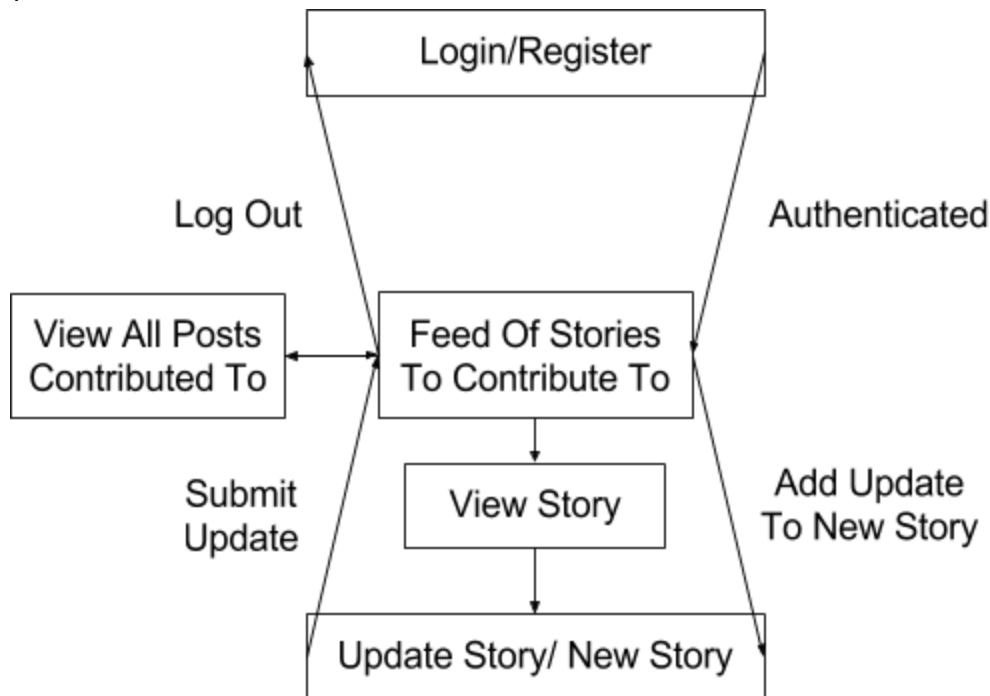 Login/Register
Log Out
Authenticated
View All Posts
Contributed To
Feed Of Stories
To Contribute To
Submit
Update
View Story
Add Update
To New Story
Update Story/ New Story